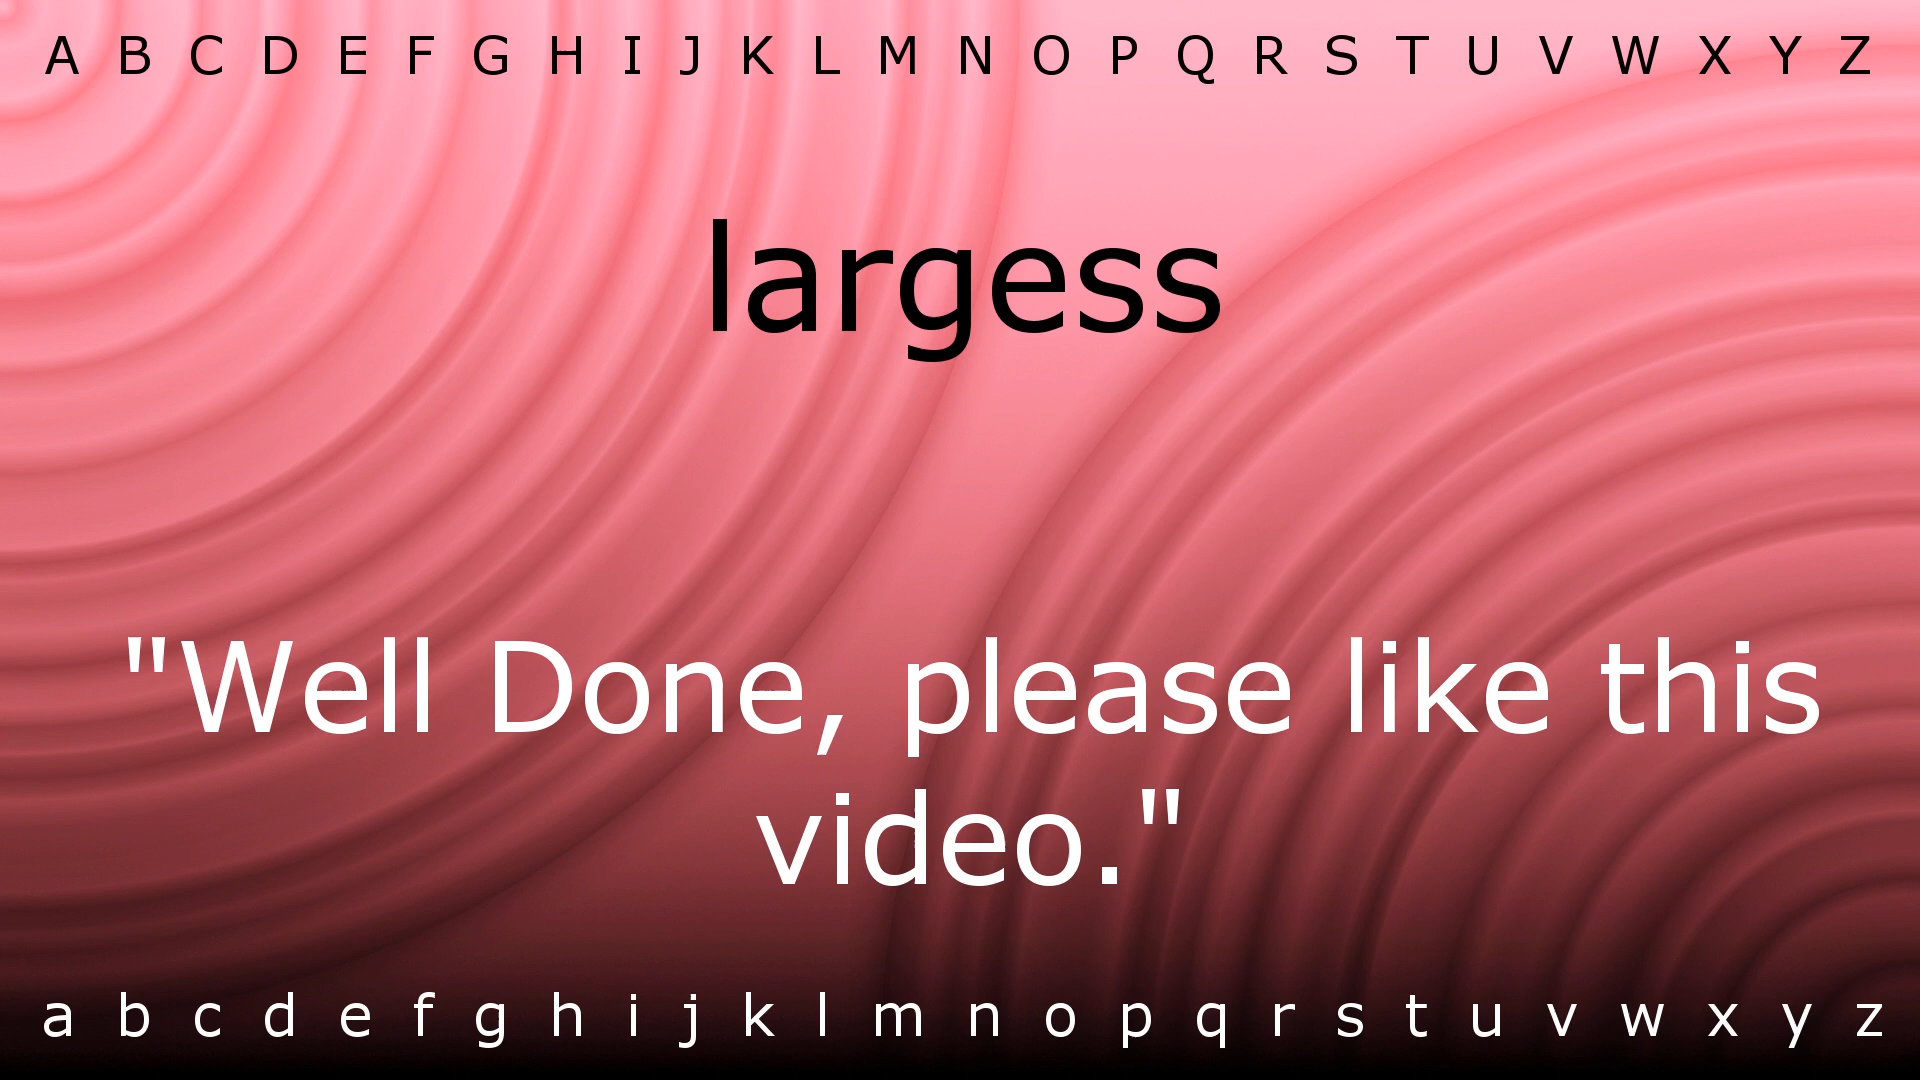 A B C D E F G H I J K L M N O P Q R S T U V W X Y Z
largess
"Well Done, please like this
video."
a b c d e f g h i j k l m n o p q r s t u v w x y z